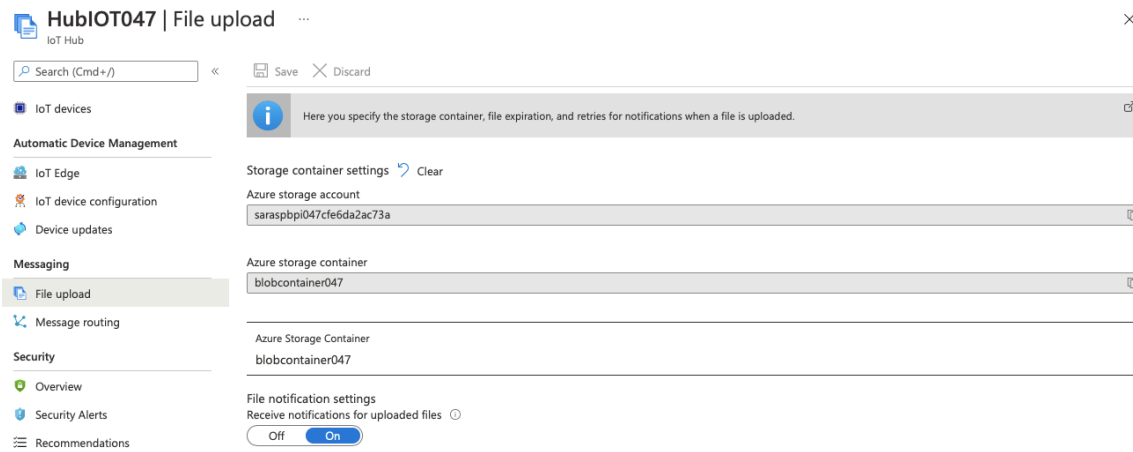 HubIOT047 | File upload ...
IoT Hub
Search (Cmd+/)
«
IoT devices
Automatic Device Management
IoT Edge
IoT device configuration
Device updates
Messaging
File upload
Message routing
Security
Overview
Security Alerts
Recommendations
Save Discard
Here you specify the storage container, file expiration, and retries for notifications when a file is uploaded.
Storage container settings Clear
Azure storage account
saraspbpi047cfe6da2ac73a
Azure storage container
blobcontainer047
Azure Storage Container
blobcontainer047
File notification settings
Receive notifications for uploaded files
Off On